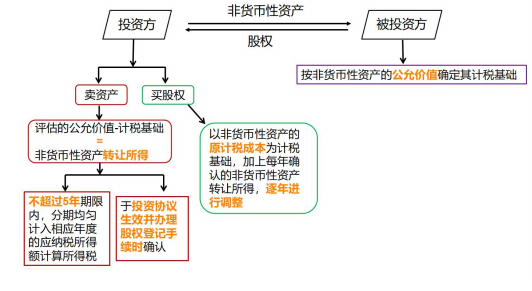 非货币性资产
投资方
被投资方
股权
按非货币性资产的公允价值确定其计税基础
卖资产
买股权
评估的公允价值-计税基础
=
非货币性资产转让所得
以非货币性资产的
原计税成本为计税
基础，加上每年确
认的非货币性资产
转让所得，逐年进
行调整
不超过5年期限
内，分期均匀
计入相应年度
的应纳税所得
额计算所得税
于投资协议
生效并办理
股权登记手
续时确认